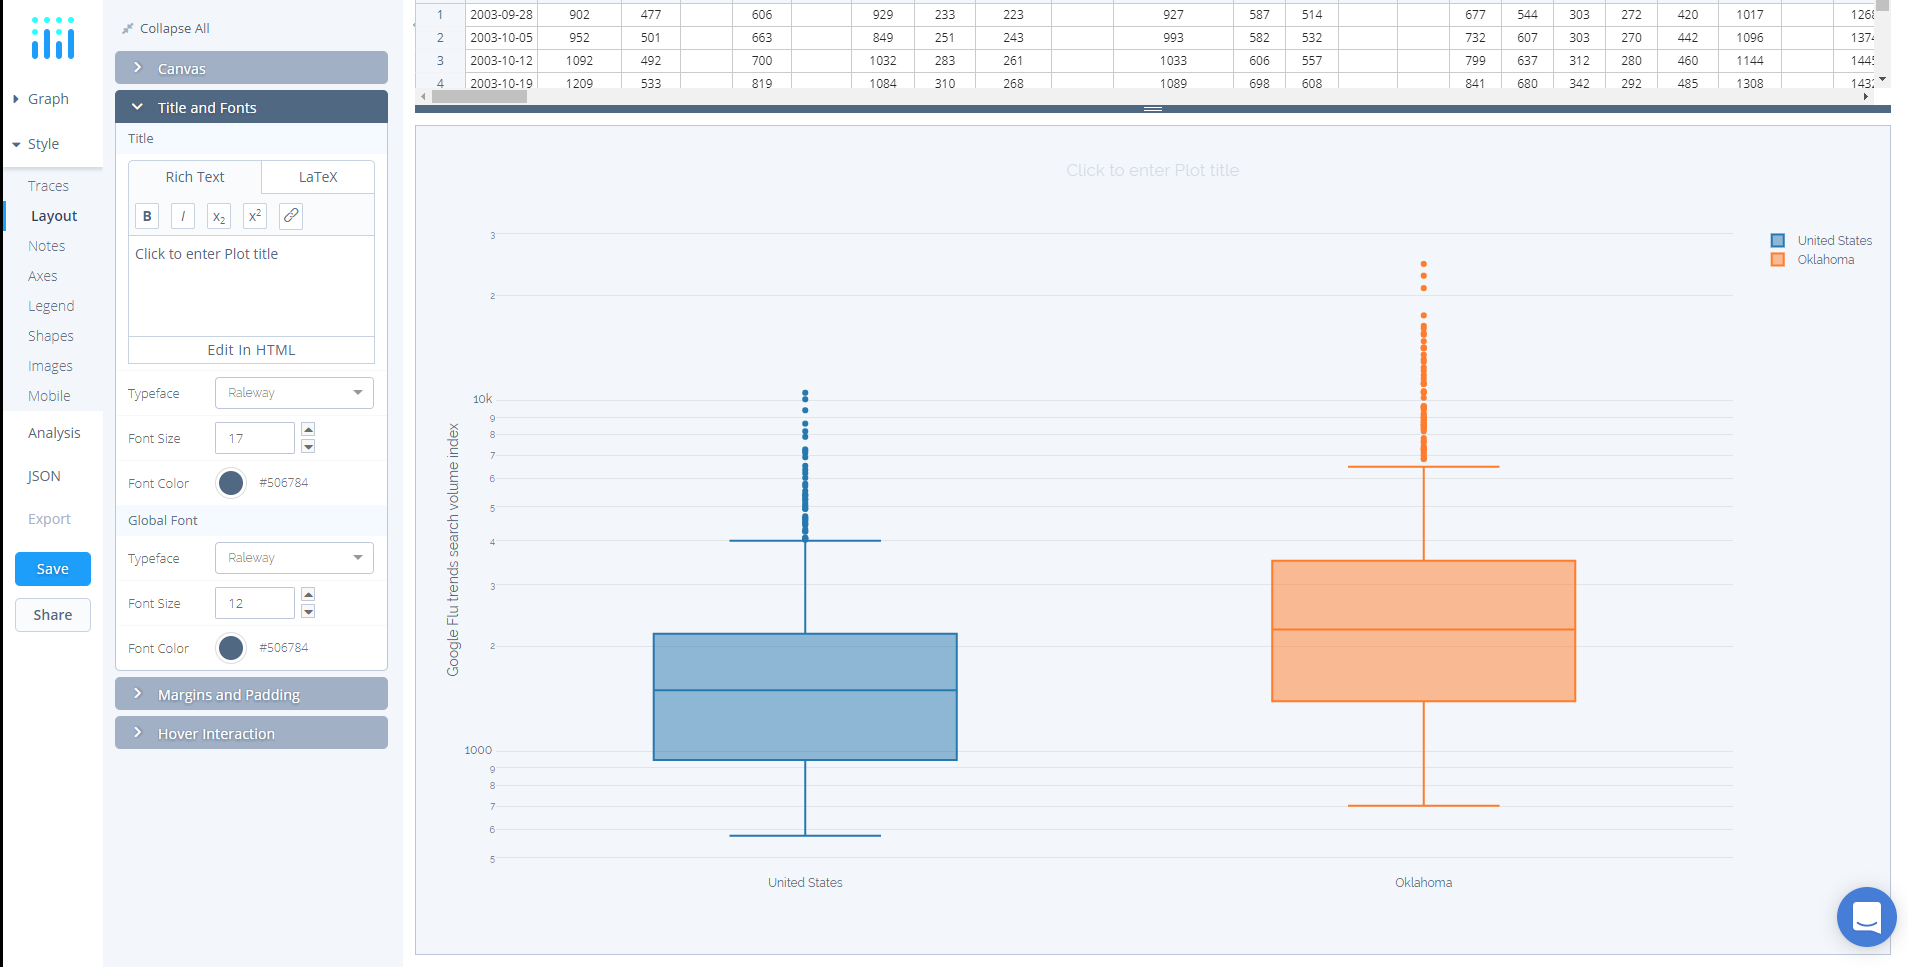 Collapse All
Canvas
Title and Fonts
Title
Rich Text LaTeX
B I x2 x2
Click to enter Plot title
Edit In HTML
Typeface Raleway
Font Size 17
Font Color #506784
Global Font
Typeface Raleway
Font Size 12
Font Color #506784
Margins and Padding
Hover Interaction
Graph
Style
Traces
Layout
Notes
Axes
Legend
Shapes
Images
Mobile
Analysis
JSON
Export
Save
Share
1 2003-09-28 902 477 606 929 233 223 927 587 514 677 544 303 272 420 1017 1268
2 2003-10-05 952 501 663 849 251 243 993 582 532 732 607 303 270 442 1096 1374
3 2003-10-12 1092 492 700 1032 283 261 1033 606 557 799 637 312 280 460 1144 1445
4 2003-10-19 1209 533 819 1084 310 268 1089 698 608 841 680 342 292 485 1308 1432
Click to enter Plot title
United States
Oklahoma
Google Flu trends search volume index
3
2
10k
9
8
7
6
5
4
3
2
1000
9
8
7
6
5
United States Oklahoma